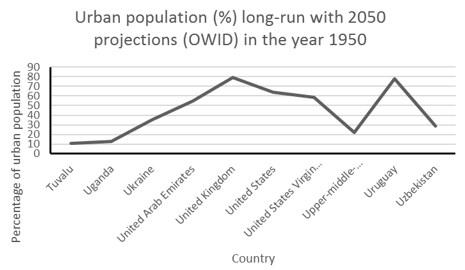 Urban population (%) long-run with 2050
projections (OWID) in the year 1950
Percentage of urban population
90
80
70
60
50
40
30
20
10
0
Tuvalu
Uganda
Ukraine
United Arab Emirates
United Kingdom
United States
United States Virgin...
Upper-middle-...
Uruguay
Uzbekistan
Country